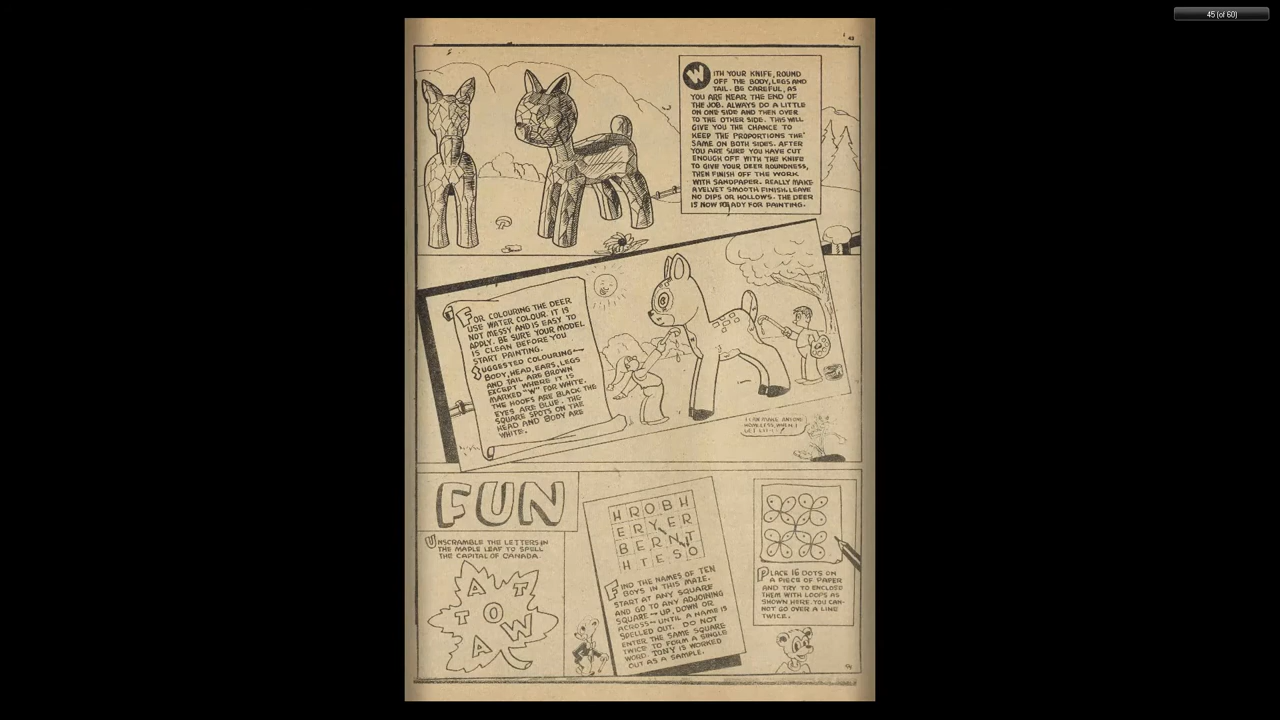 45 (of 60)
43
WITH YOUR KNIFE, ROUND
OFF THE BODY, LEGS AND
TAIL. BE CAREFUL, AS
YOU ARE NEAR THE END OF
THE JOB. ALWAYS DO A LITTLE
ON ONE SIDE AND THEN OVER
TO THE OTHER SIDE. THIS WILL
GIVE YOU THE CHANCE TO
KEEP THE PROPORTIONS THE
SAME ON BOTH SIDES. AFTER
YOU ARE SURE YOU HAVE CUT
ENOUGH OFF WITH THE KNIFE
TO GIVE YOUR DEER ROUNDNESS,
THEN FINISH OFF THE WORK
WITH SANDPAPER. REALLY MAKE
A VELVET SMOOTH FINISH. LEAVE
NO DIPS OR HOLLOWS. THE DEER
IS NOW READY FOR PAINTING.
FOR COLOURING THE DEER
USE WATER COLOUR. IT IS
NOT MESSY AND IS EASY TO
APPLY. BE SURE YOUR MODEL
IS CLEAN BEFORE YOU
START PAINTING.
SUGGESTED COLOURING—
BODY, HEAD, EARS, LEGS
AND TAIL ARE BROWN
EXCEPT WHERE IT IS
MARKED "W" FOR WHITE.
THE HOOFS ARE BLACK THE
EYES ARE BLUE. THE
SQUARE SPOTS ON THE
HEAD AND BODY ARE
WHITE.
I CAN MAKE ANYONE
HOMELESS, WHEN I
GET
FUN
UNSCRAMBLE THE LETTERS IN
THE MAPLE LEAF TO SPELL
THE CAPITAL OF CANADA.
A T
T O W
A
H R O B H
E R Y E R
B E R N T
H T E S O
FIND THE NAMES OF TEN
BOYS IN THIS MAZE.
START AT ANY SQUARE
AND GO TO ANY ADJOINING
SQUARE—UP, DOWN OR
ACROSS—UNTIL A NAME IS
SPELLED OUT. DO NOT
ENTER THE SAME SQUARE
TWICE TO FORM A SINGLE
WORD. TONY IS WORKED
OUT AS A SAMPLE.
PLACE 16 DOTS ON
A PIECE OF PAPER
AND TRY TO ENCLOSE
THEM WITH LOOPS AS
SHOWN HERE. YOU CAN-
NOT GO OVER A LINE
TWICE.